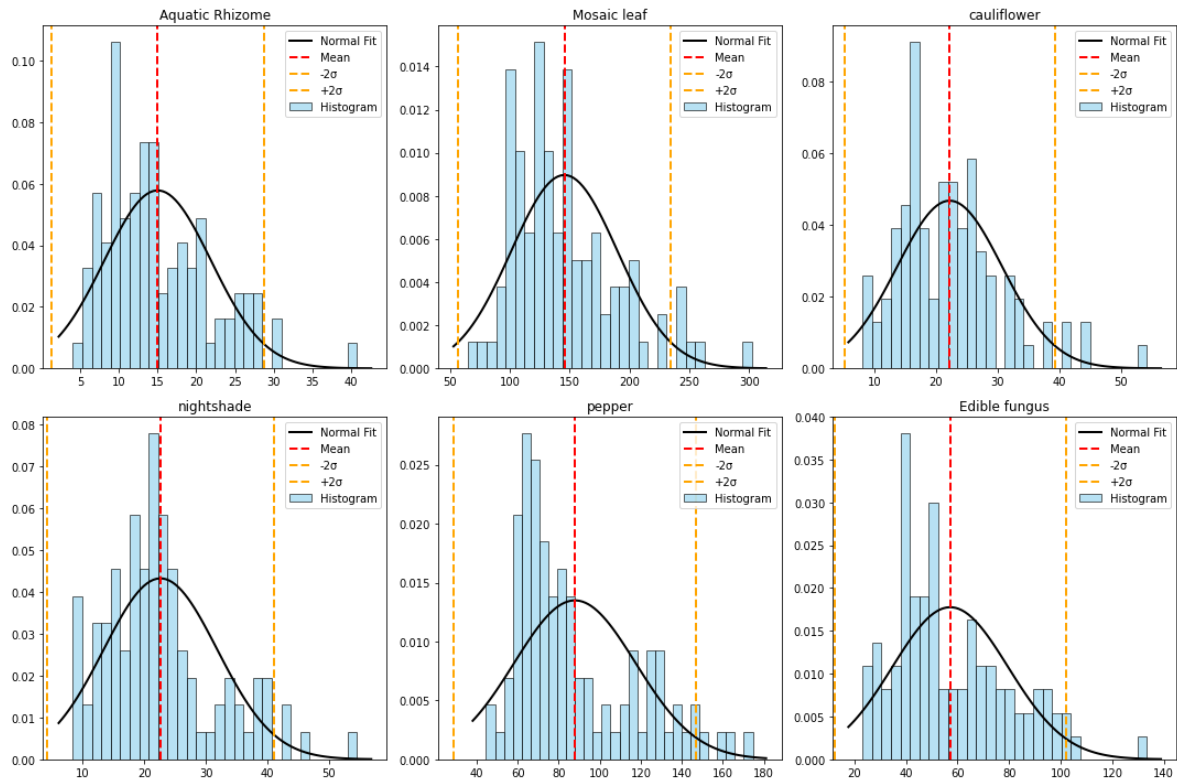 Aquatic Rhizome
Normal Fit
Mean
-2σ
+2σ
Histogram
0.10
0.08
0.06
0.04
0.02
0.00
5 10 15 20 25 30 35 40
Mosaic leaf
Normal Fit
Mean
-2σ
+2σ
Histogram
0.014
0.012
0.010
0.008
0.006
0.004
0.002
0.000
50 100 150 200 250 300
cauliflower
Normal Fit
Mean
-2σ
+2σ
Histogram
0.08
0.06
0.04
0.02
0.00
10 20 30 40 50
nightshade
Normal Fit
Mean
-2σ
+2σ
Histogram
0.08
0.07
0.06
0.05
0.04
0.03
0.02
0.01
0.00
10 20 30 40 50
pepper
Normal Fit
Mean
-2σ
+2σ
Histogram
0.025
0.020
0.015
0.010
0.005
0.000
40 60 80 100 120 140 160 180
Edible fungus
Normal Fit
Mean
-2σ
+2σ
Histogram
0.040
0.035
0.030
0.025
0.020
0.015
0.010
0.005
0.000
20 40 60 80 100 120 140